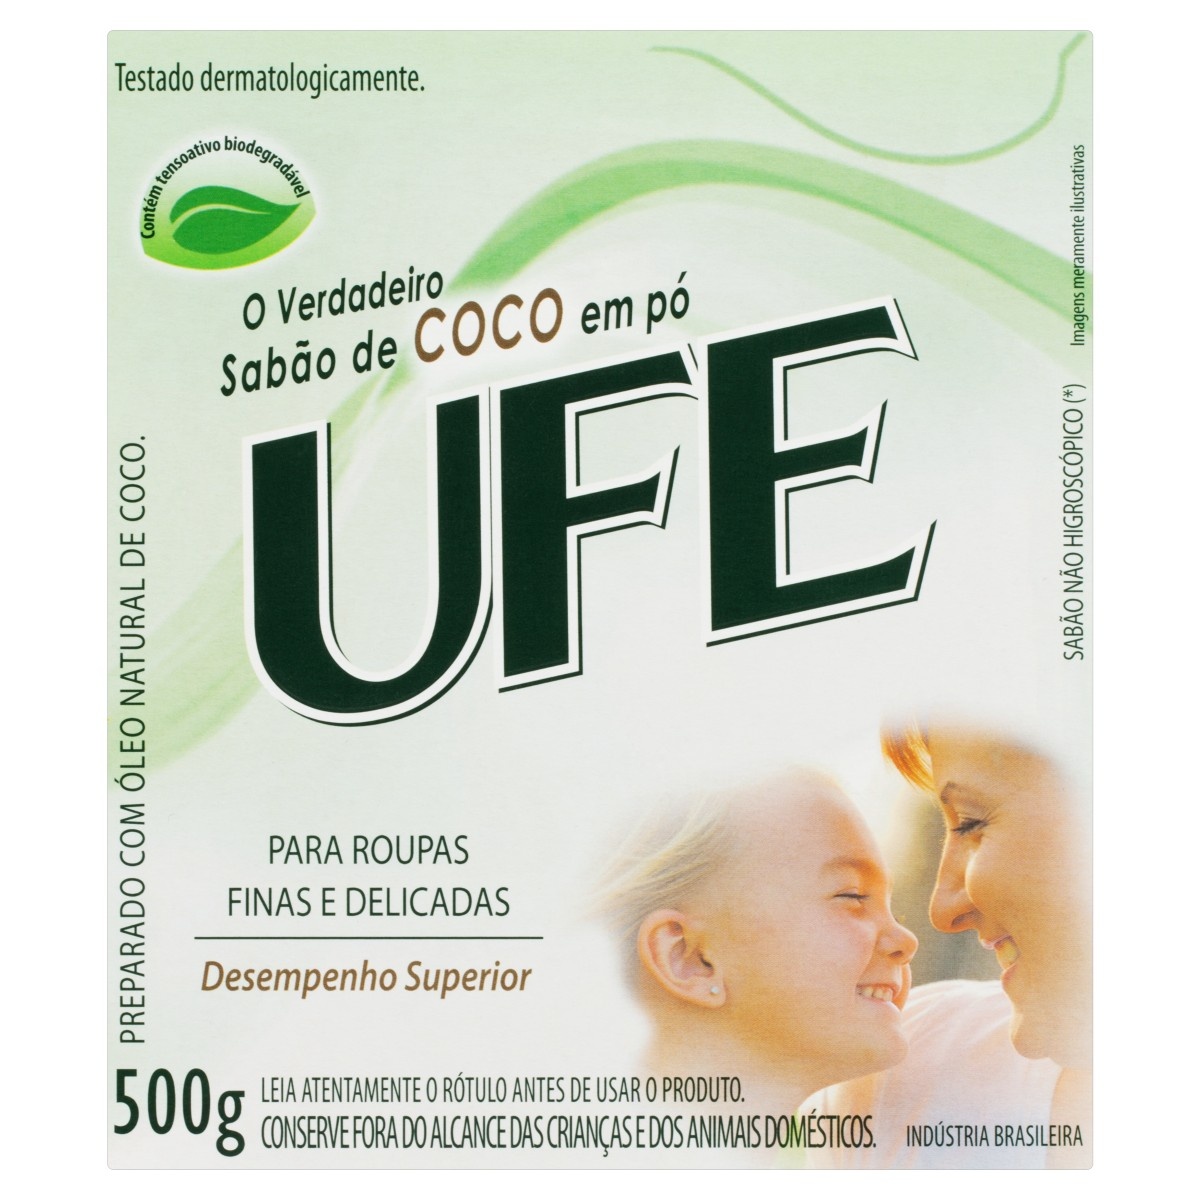 Testado dermatologicamente.
Contém tensoativo biodegradável
O Verdadeiro
Sabão de COCO em pó
UFE
Imagens meramente ilustrativas
SABÃO NÃO HIGROSCÓPICO (*)
PREPARADO COM ÓLEO NATURAL DE COCO.
PARA ROUPAS
FINAS E DELICADAS
Desempenho Superior
500g
LEIA ATENTAMENTE O RÓTULO ANTES DE USAR O PRODUTO.
CONSERVE FORA DO ALCANCE DAS CRIANÇAS E DOS ANIMAIS DOMÉSTICOS.
INDÚSTRIA BRASILEIRA